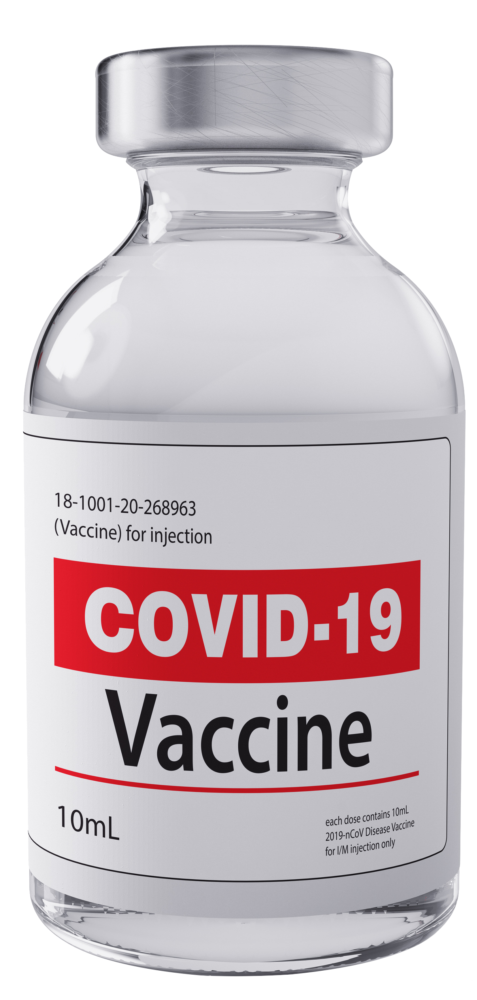 18-1001-20-268963
(Vaccine) for injection
COVID-19
Vaccine
10mL
each dose contains 10mL
2019-nCoV Disease Vaccine
for I/M injection only